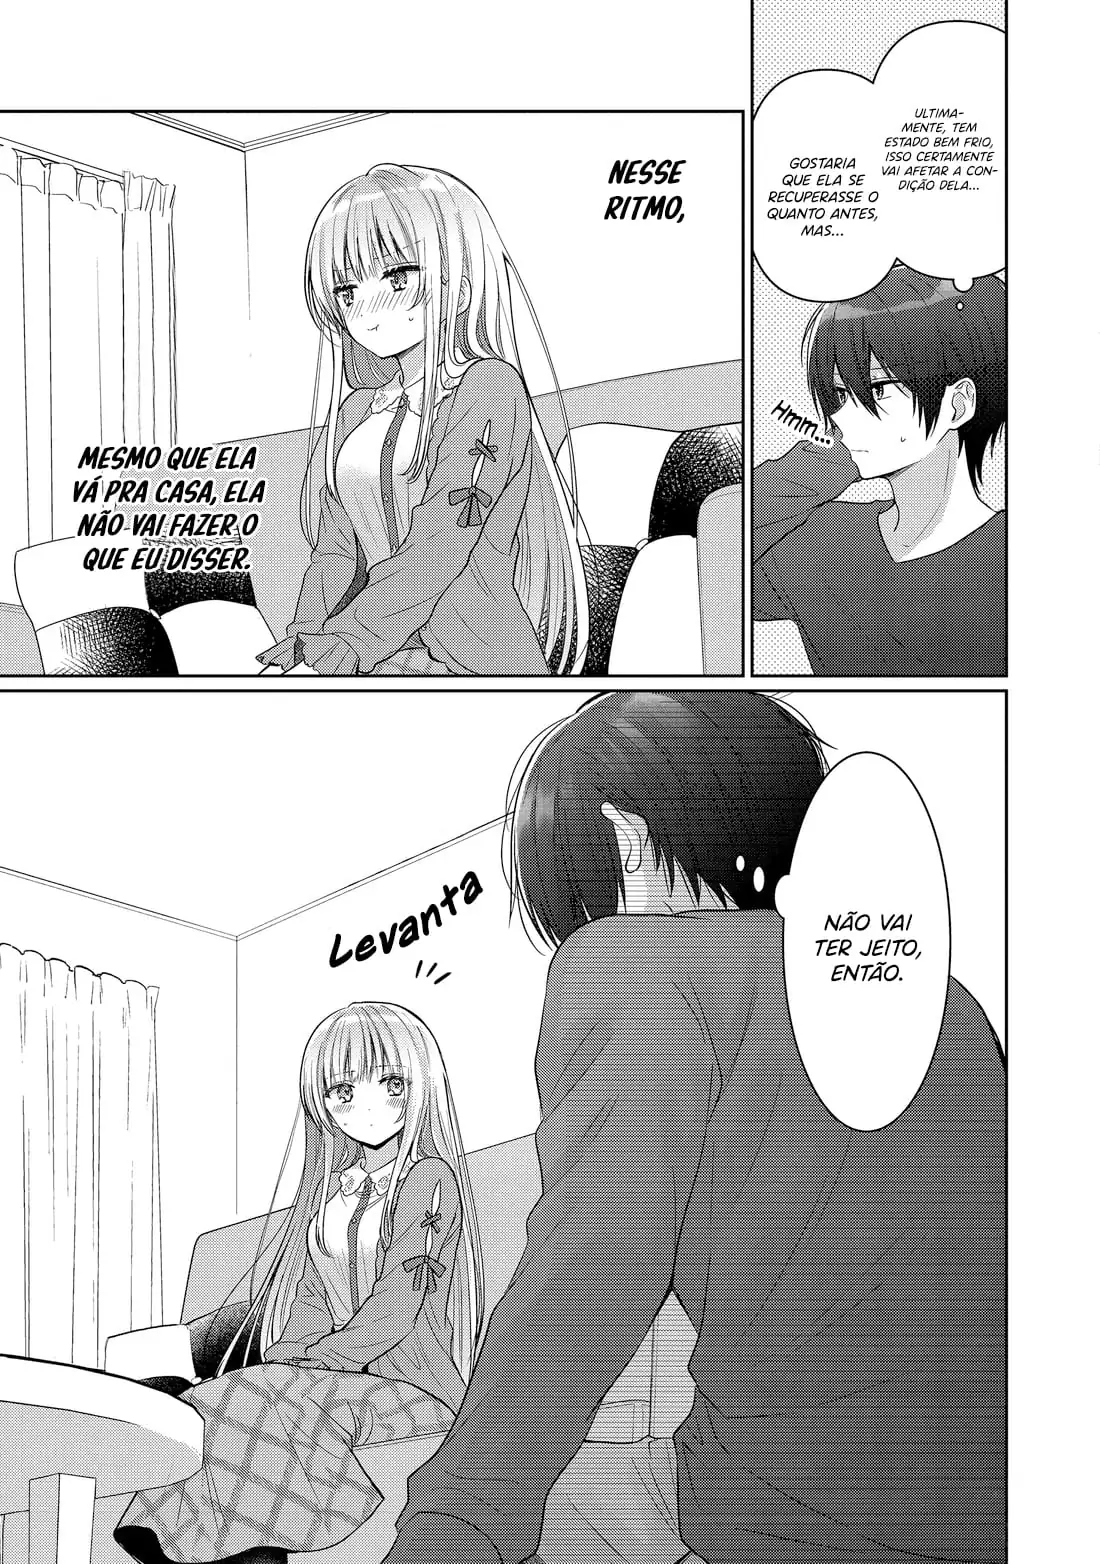 ULTIMA-
MENTE, TEM
ESTADO BEM FRIO,
ISSO CERTAMENTE
VAI AFETAR A CON-
DIÇÃO DELA...
GOSTARIA
QUE ELA SE
RECUPERASSE O
QUANTO ANTES,
MAS...
Hmm...
NESSE
RITMO,
MESMO QUE ELA
VÁ PRA CASA, ELA
NÃO VAI FAZER O
QUE EU DISSER.
NÃO VAI
TER JEITO,
ENTÃO.
Levanta